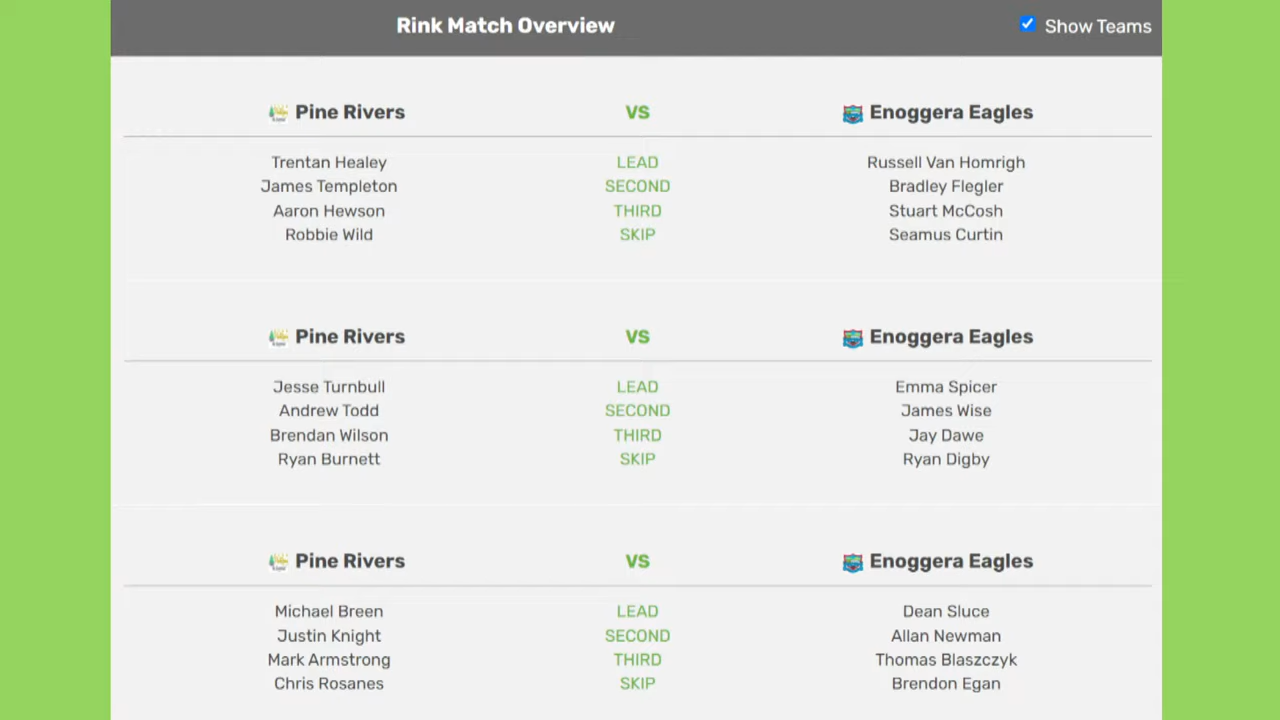 Rink Match Overview Show Teams
Pine Rivers VS Enoggera Eagles
Trentan Healey LEAD Russell Van Homrigh
James Templeton SECOND Bradley Flegler
Aaron Hewson THIRD Stuart McCosh
Robbie Wild SKIP Seamus Curtin
Pine Rivers VS Enoggera Eagles
Jesse Turnbull LEAD Emma Spicer
Andrew Todd SECOND James Wise
Brendan Wilson THIRD Jay Dawe
Ryan Burnett SKIP Ryan Digby
Pine Rivers VS Enoggera Eagles
Michael Breen LEAD Dean Sluce
Justin Knight SECOND Allan Newman
Mark Armstrong THIRD Thomas Blaszczyk
Chris Rosanes SKIP Brendon Egan